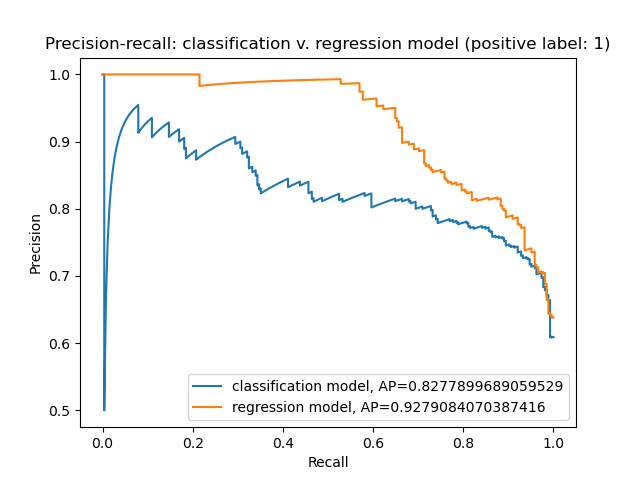 Precision-recall: classification v. regression model (positive label: 1)
1.0
0.9
0.8
0.7
0.6
0.5
Precision
classification model, AP=0.8277899689059529
regression model, AP=0.9279084070387416
0.0 0.2 0.4 0.6 0.8 1.0
Recall